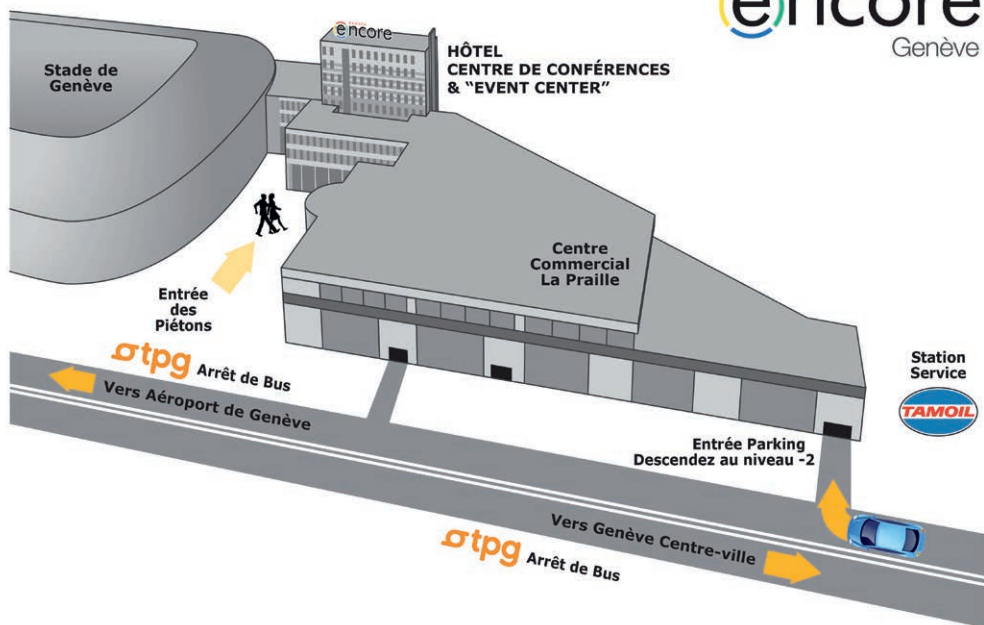 encore
Genève
encore
HÔTEL
CENTRE DE CONFÉRENCES
& "EVENT CENTER"
Stade de
Genève
Centre
Commercial
La Praille
Entrée
des
Piétons
tpg Arrêt de Bus
Vers Aéroport de Genève
Station
Service
TAMOIL
Entrée Parking
Descendez au niveau -2
Vers Genève Centre-ville
tpg Arrêt de Bus